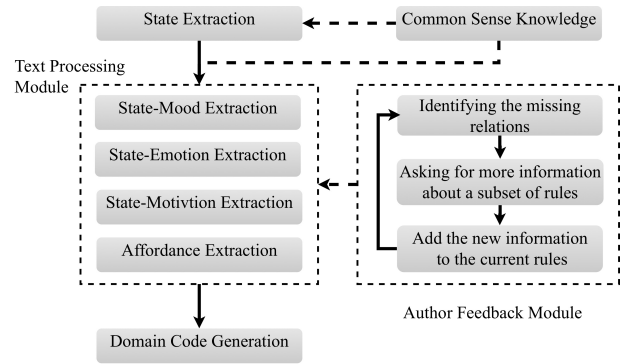 State Extraction
Common Sense Knowledge
Text Processing
Module
State-Mood Extraction
State-Emotion Extraction
State-Motivtion Extraction
Affordance Extraction
Identifying the missing
relations
Asking for more information
about a subset of rules
Add the new information
to the current rules
Author Feedback Module
Domain Code Generation